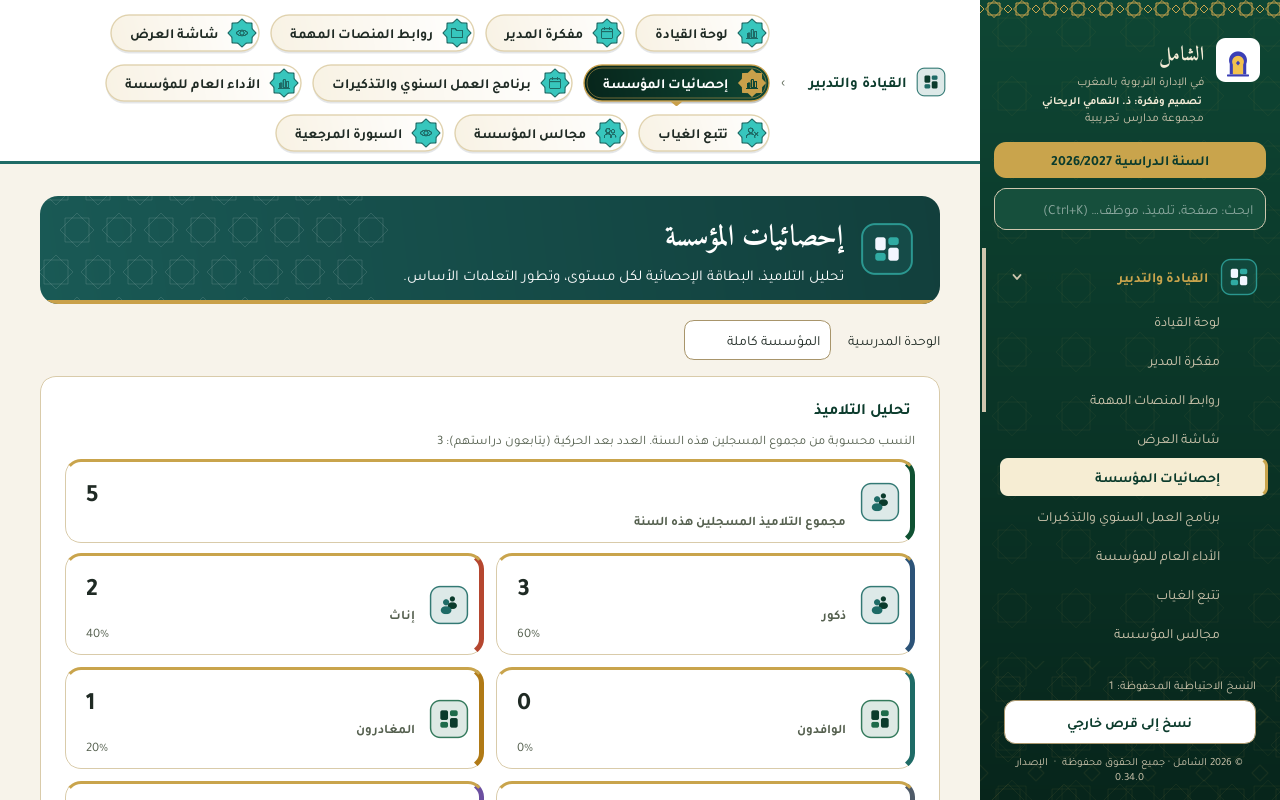 الشامل
في الإدارة التربوية بالمغرب
تصميم وفكرة: ذ. التهامي الريحاني
مجموعة مدارس تجريبية
السنة الدراسية 2026/2027
ابحث: صفحة، تلميذ، موظف... (Ctrl+K)
القيادة والتدبير
لوحة القيادة
مفكرة المدير
روابط المنصات المهمة
شاشة العرض
إحصائيات المؤسسة
برنامج العمل السنوي والتذكيرات
الأداء العام للمؤسسة
تتبع الغياب
مجالس المؤسسة
النسخ الاحتياطية المحفوظة: 1
نسخ إلى قرص خارجي
© 2026 الشامل · جميع الحقوق محفوظة · الإصدار
0.34.0
لوحة القيادة مفكرة المدير روابط المنصات المهمة شاشة العرض
القيادة والتدبير › إحصائيات المؤسسة برنامج العمل السنوي والتذكيرات الأداء العام للمؤسسة
تتبع الغياب مجالس المؤسسة السبورة المرجعية
إحصائيات المؤسسة
تحليل التلاميذ، البطاقة الإحصائية لكل مستوى، وتطور التعلمات الأساس.
الوحدة المدرسية المؤسسة كاملة
تحليل التلاميذ
النسب محسوبة من مجموع المسجلين هذه السنة. العدد بعد الحركية (يتابعون دراستهم): 3
5
مجموع التلاميذ المسجلين هذه السنة
3
ذكور
60%
2
إناث
40%
0
الوافدون
0%
1
المغادرون
20%